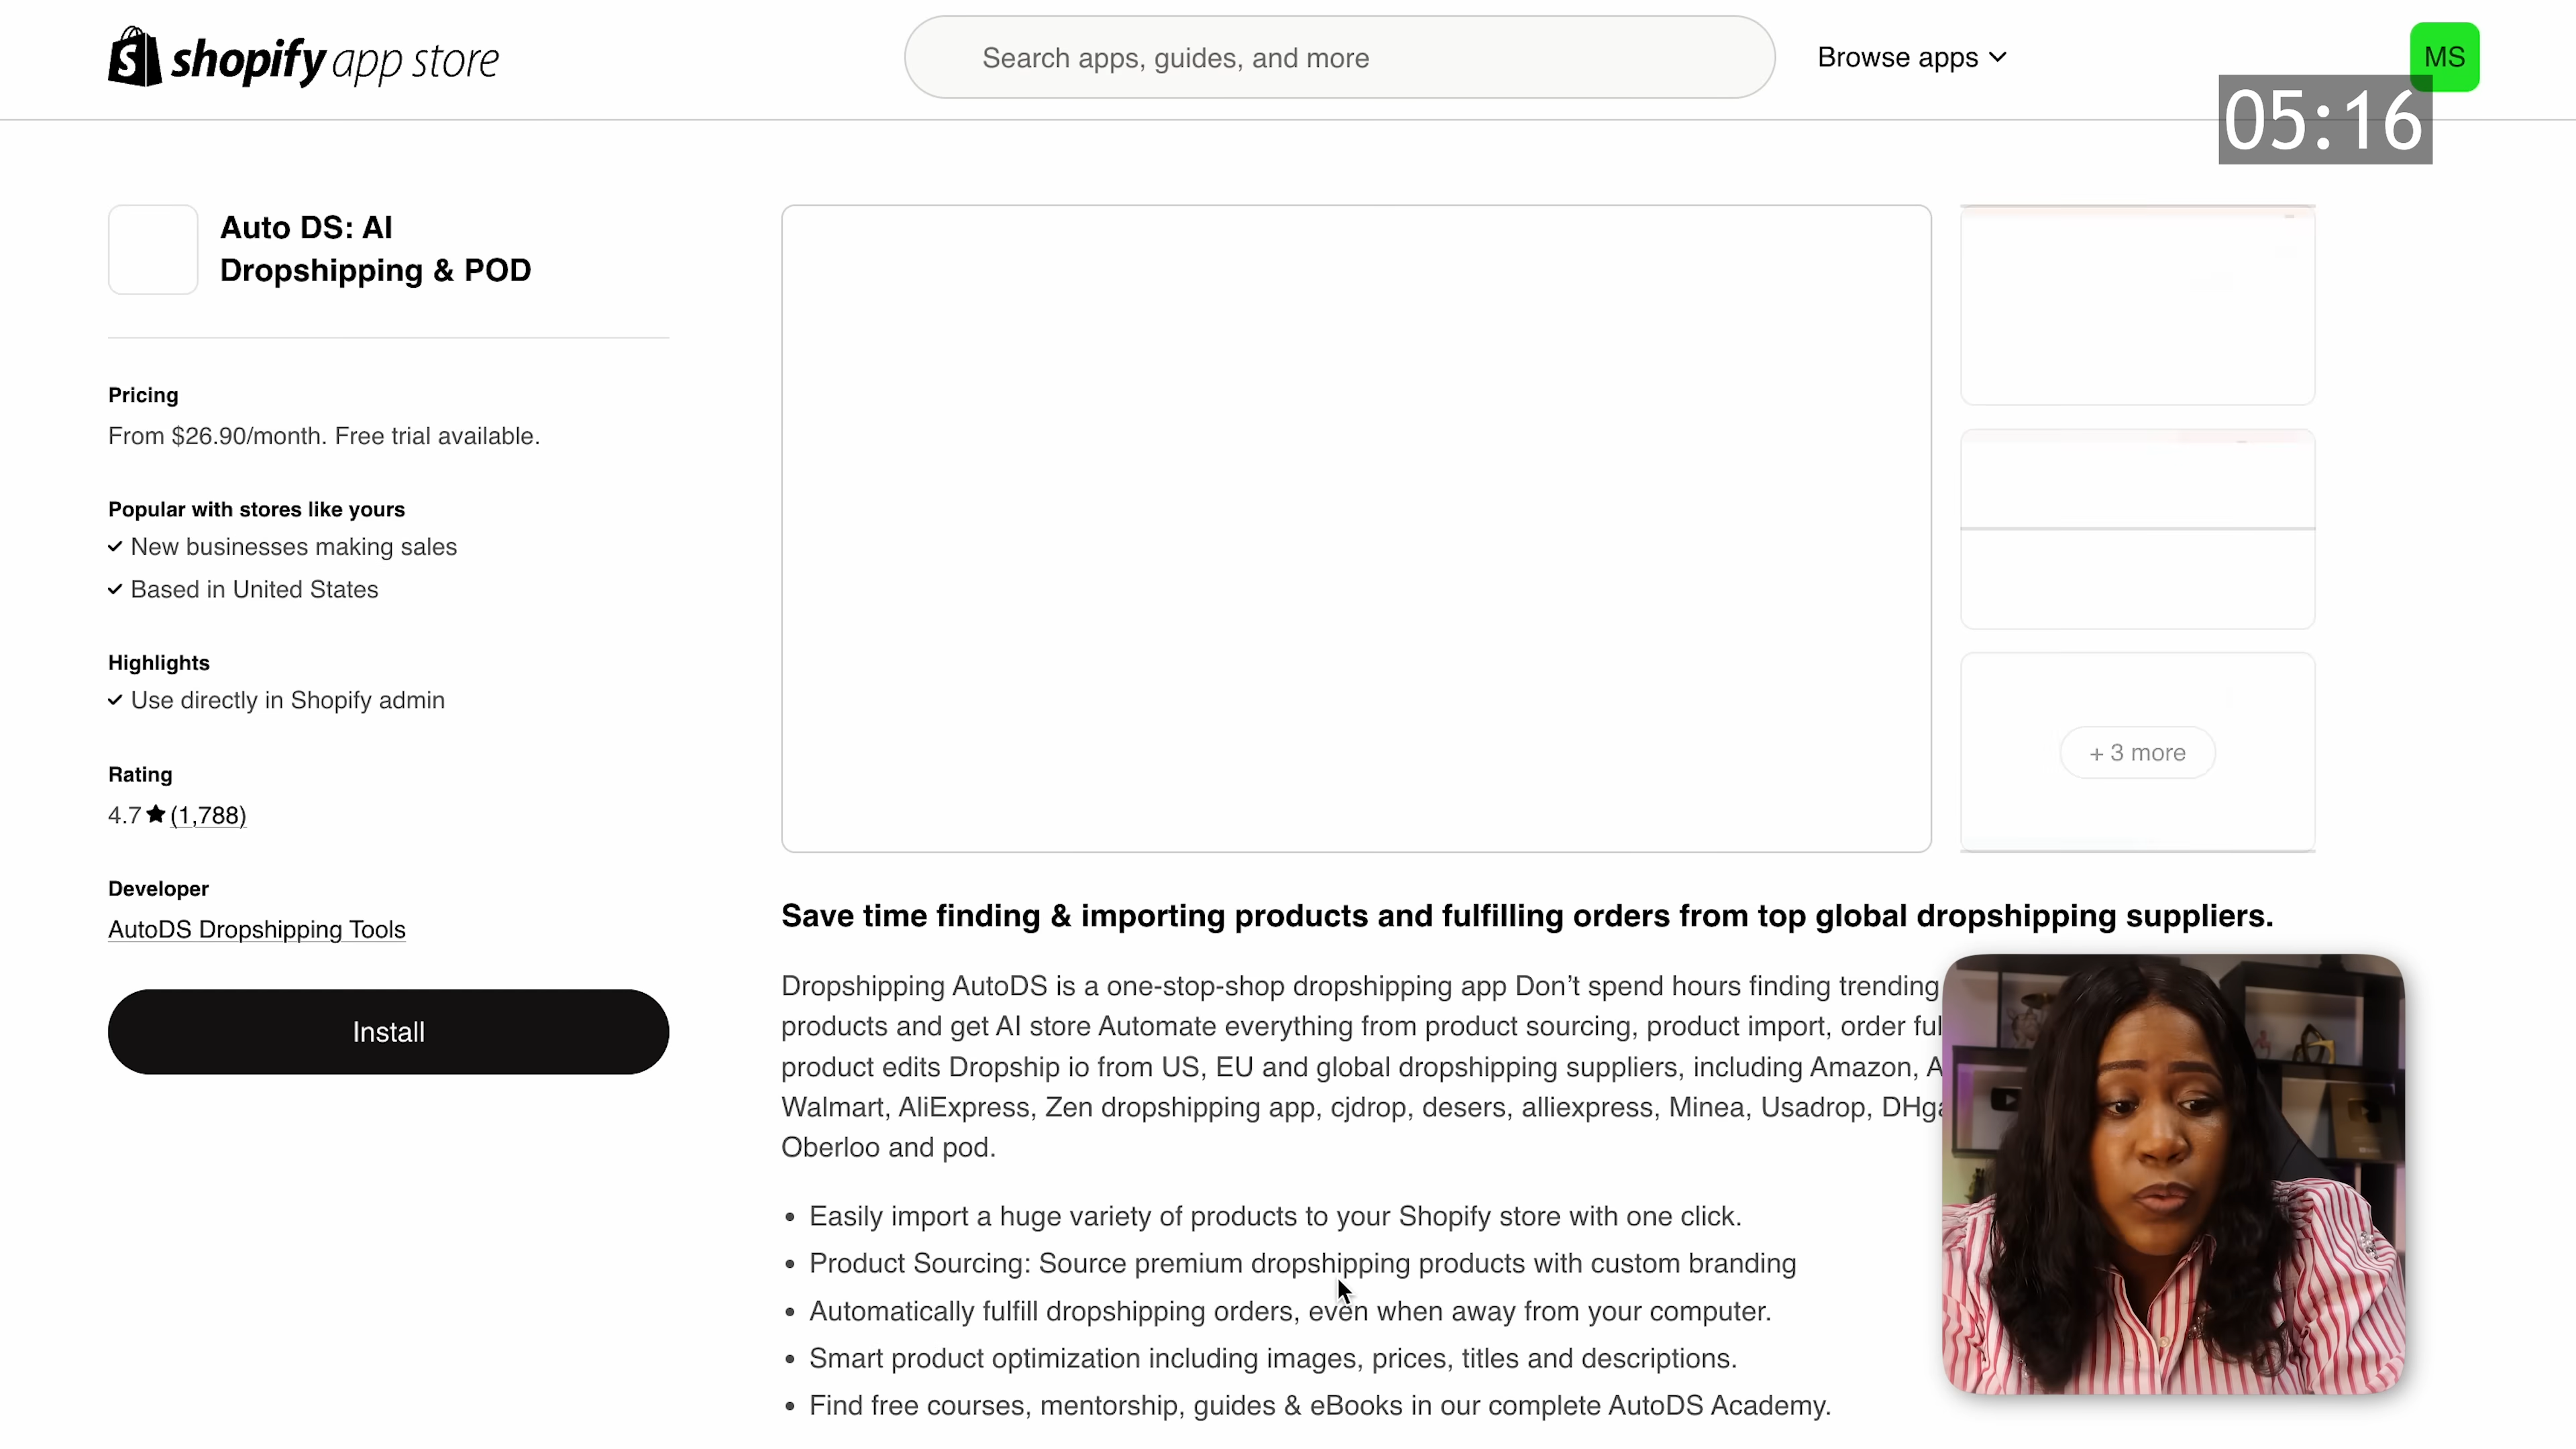 shopify app store
Search apps, guides, and more
Browse apps
MS
05:16
Auto DS: AI
Dropshipping & POD
Pricing
From $26.90/month. Free trial available.
Popular with stores like yours
New businesses making sales
Based in United States
Highlights
Use directly in Shopify admin
Rating
4.7★(1,788)
Developer
AutoDS Dropshipping Tools
Install
+ 3 more
Save time finding & importing products and fulfilling orders from top global dropshipping suppliers.
Dropshipping AutoDS is a one-stop-shop dropshipping app Don’t spend hours finding trending
products and get AI store Automate everything from product sourcing, product import, order
product edits Dropship io from US, EU and global dropshipping suppliers, including Amazon,
Walmart, AliExpress, Zen dropshipping app, cjdrop, desers, alliexpress, Minea, Usadrop,
Oberloo and pod.
• Easily import a huge variety of products to your Shopify store with one click.
• Product Sourcing: Source premium dropshipping products with custom branding
• Automatically fulfill dropshipping orders, even when away from your computer.
• Smart product optimization including images, prices, titles and descriptions.
• Find free courses, mentorship, guides & eBooks in our complete AutoDS Academy.